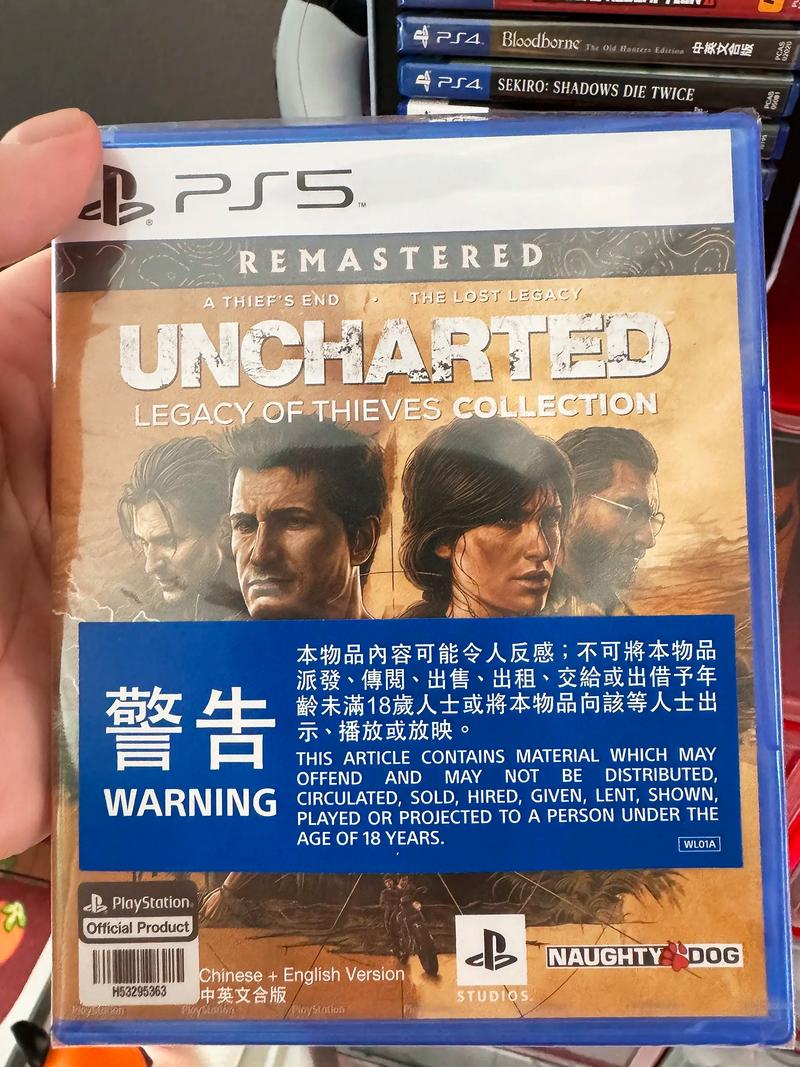 PS4 Bloodborne The Old Hunters Edition 中英文合版
PS4 SEKIRO: SHADOWS DIE TWICE
PS5
REMASTERED
A THIEF'S END · THE LOST LEGACY
UNCHARTED
LEGACY OF THIEVES COLLECTION
警告
WARNING
本物品內容可能令人反感；不可將本物品
派發、傳閱、出售、出租、交給或出借予年
齡未滿18歲人士或將本物品向該等人士出
示、播放或放映。
THIS ARTICLE CONTAINS MATERIAL WHICH MAY
OFFEND AND MAY NOT BE DISTRIBUTED,
CIRCULATED, SOLD, HIRED, GIVEN, LENT, SHOWN,
PLAYED OR PROJECTED TO A PERSON UNDER THE
AGE OF 18 YEARS.
WL01A
PlayStation
Official Product
H53295363
Chinese + English Version
中英文合版
STUDIOS
NAUGHTY DOG
PlayStation PlayStation PlayStation